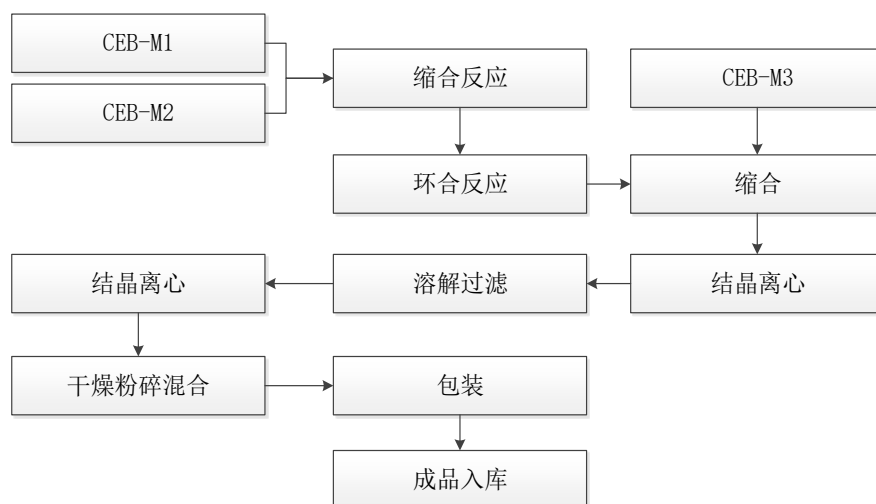 CEB-M1
CEB-M2
缩合反应
CEB-M3
环合反应
缩合
结晶离心
溶解过滤
结晶离心
干燥粉碎混合
包装
成品入库